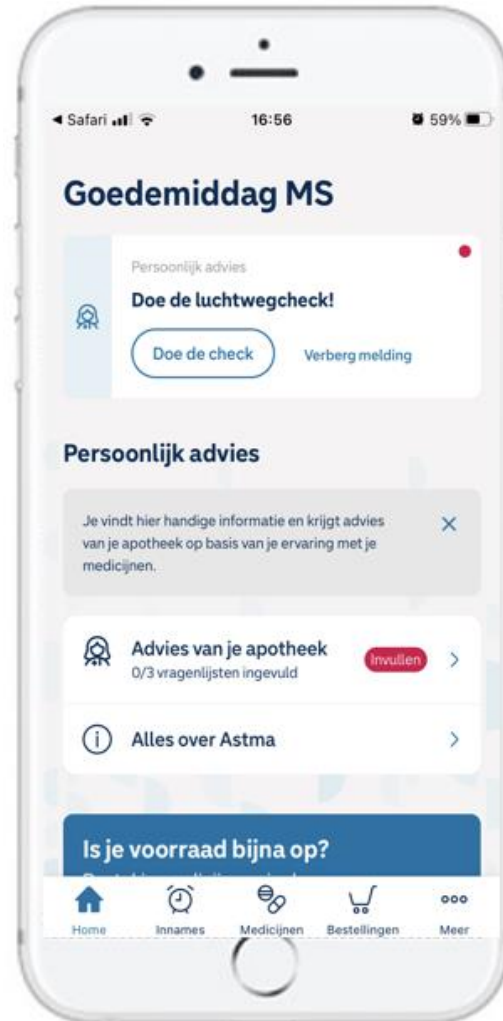 Safari
16:56
59%
Goedemiddag MS
Persoonlijk advies
Doe de luchtwegcheck!
Doe de check
Verberg melding
Persoonlijk advies
Je vindt hier handige informatie en krijgt advies
van je apotheek op basis van je ervaring met je
medicijnen.
Advies van je apotheek
0/3 vragenlijsten ingevuld
Invullen
Alles over Astma
Is je voorraad bijna op?
Home
Innames
Medicijnen
Bestellingen
Meer